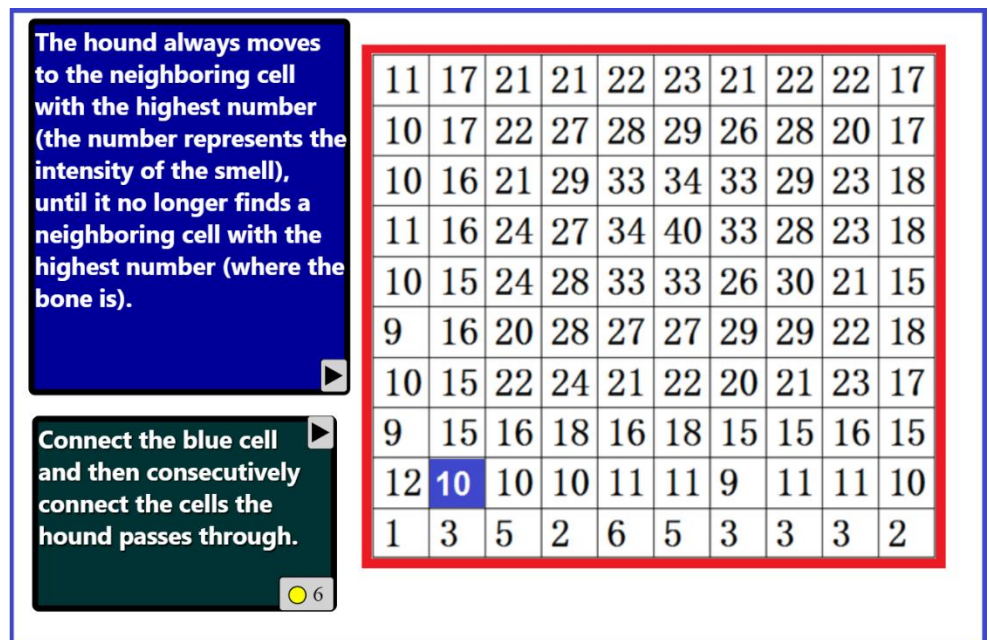 The hound always moves
to the neighboring cell
with the highest number
(the number represents the
intensity of the smell),
until it no longer finds a
neighboring cell with the
highest number (where the
bone is).
Connect the blue cell
and then consecutively
connect the cells the
hound passes through.
6
11 17 21 21 22 23 21 22 22 17
10 17 22 27 28 29 26 28 20 17
10 16 21 29 33 34 33 29 23 18
11 16 24 27 34 40 33 28 23 18
10 15 24 28 33 33 26 30 21 15
9 16 20 28 27 27 29 29 22 18
10 15 22 24 21 22 20 21 23 17
9 15 16 18 16 18 15 15 16 15
12 10 10 10 11 11 9 11 11 10
1 3 5 2 6 5 3 3 3 2